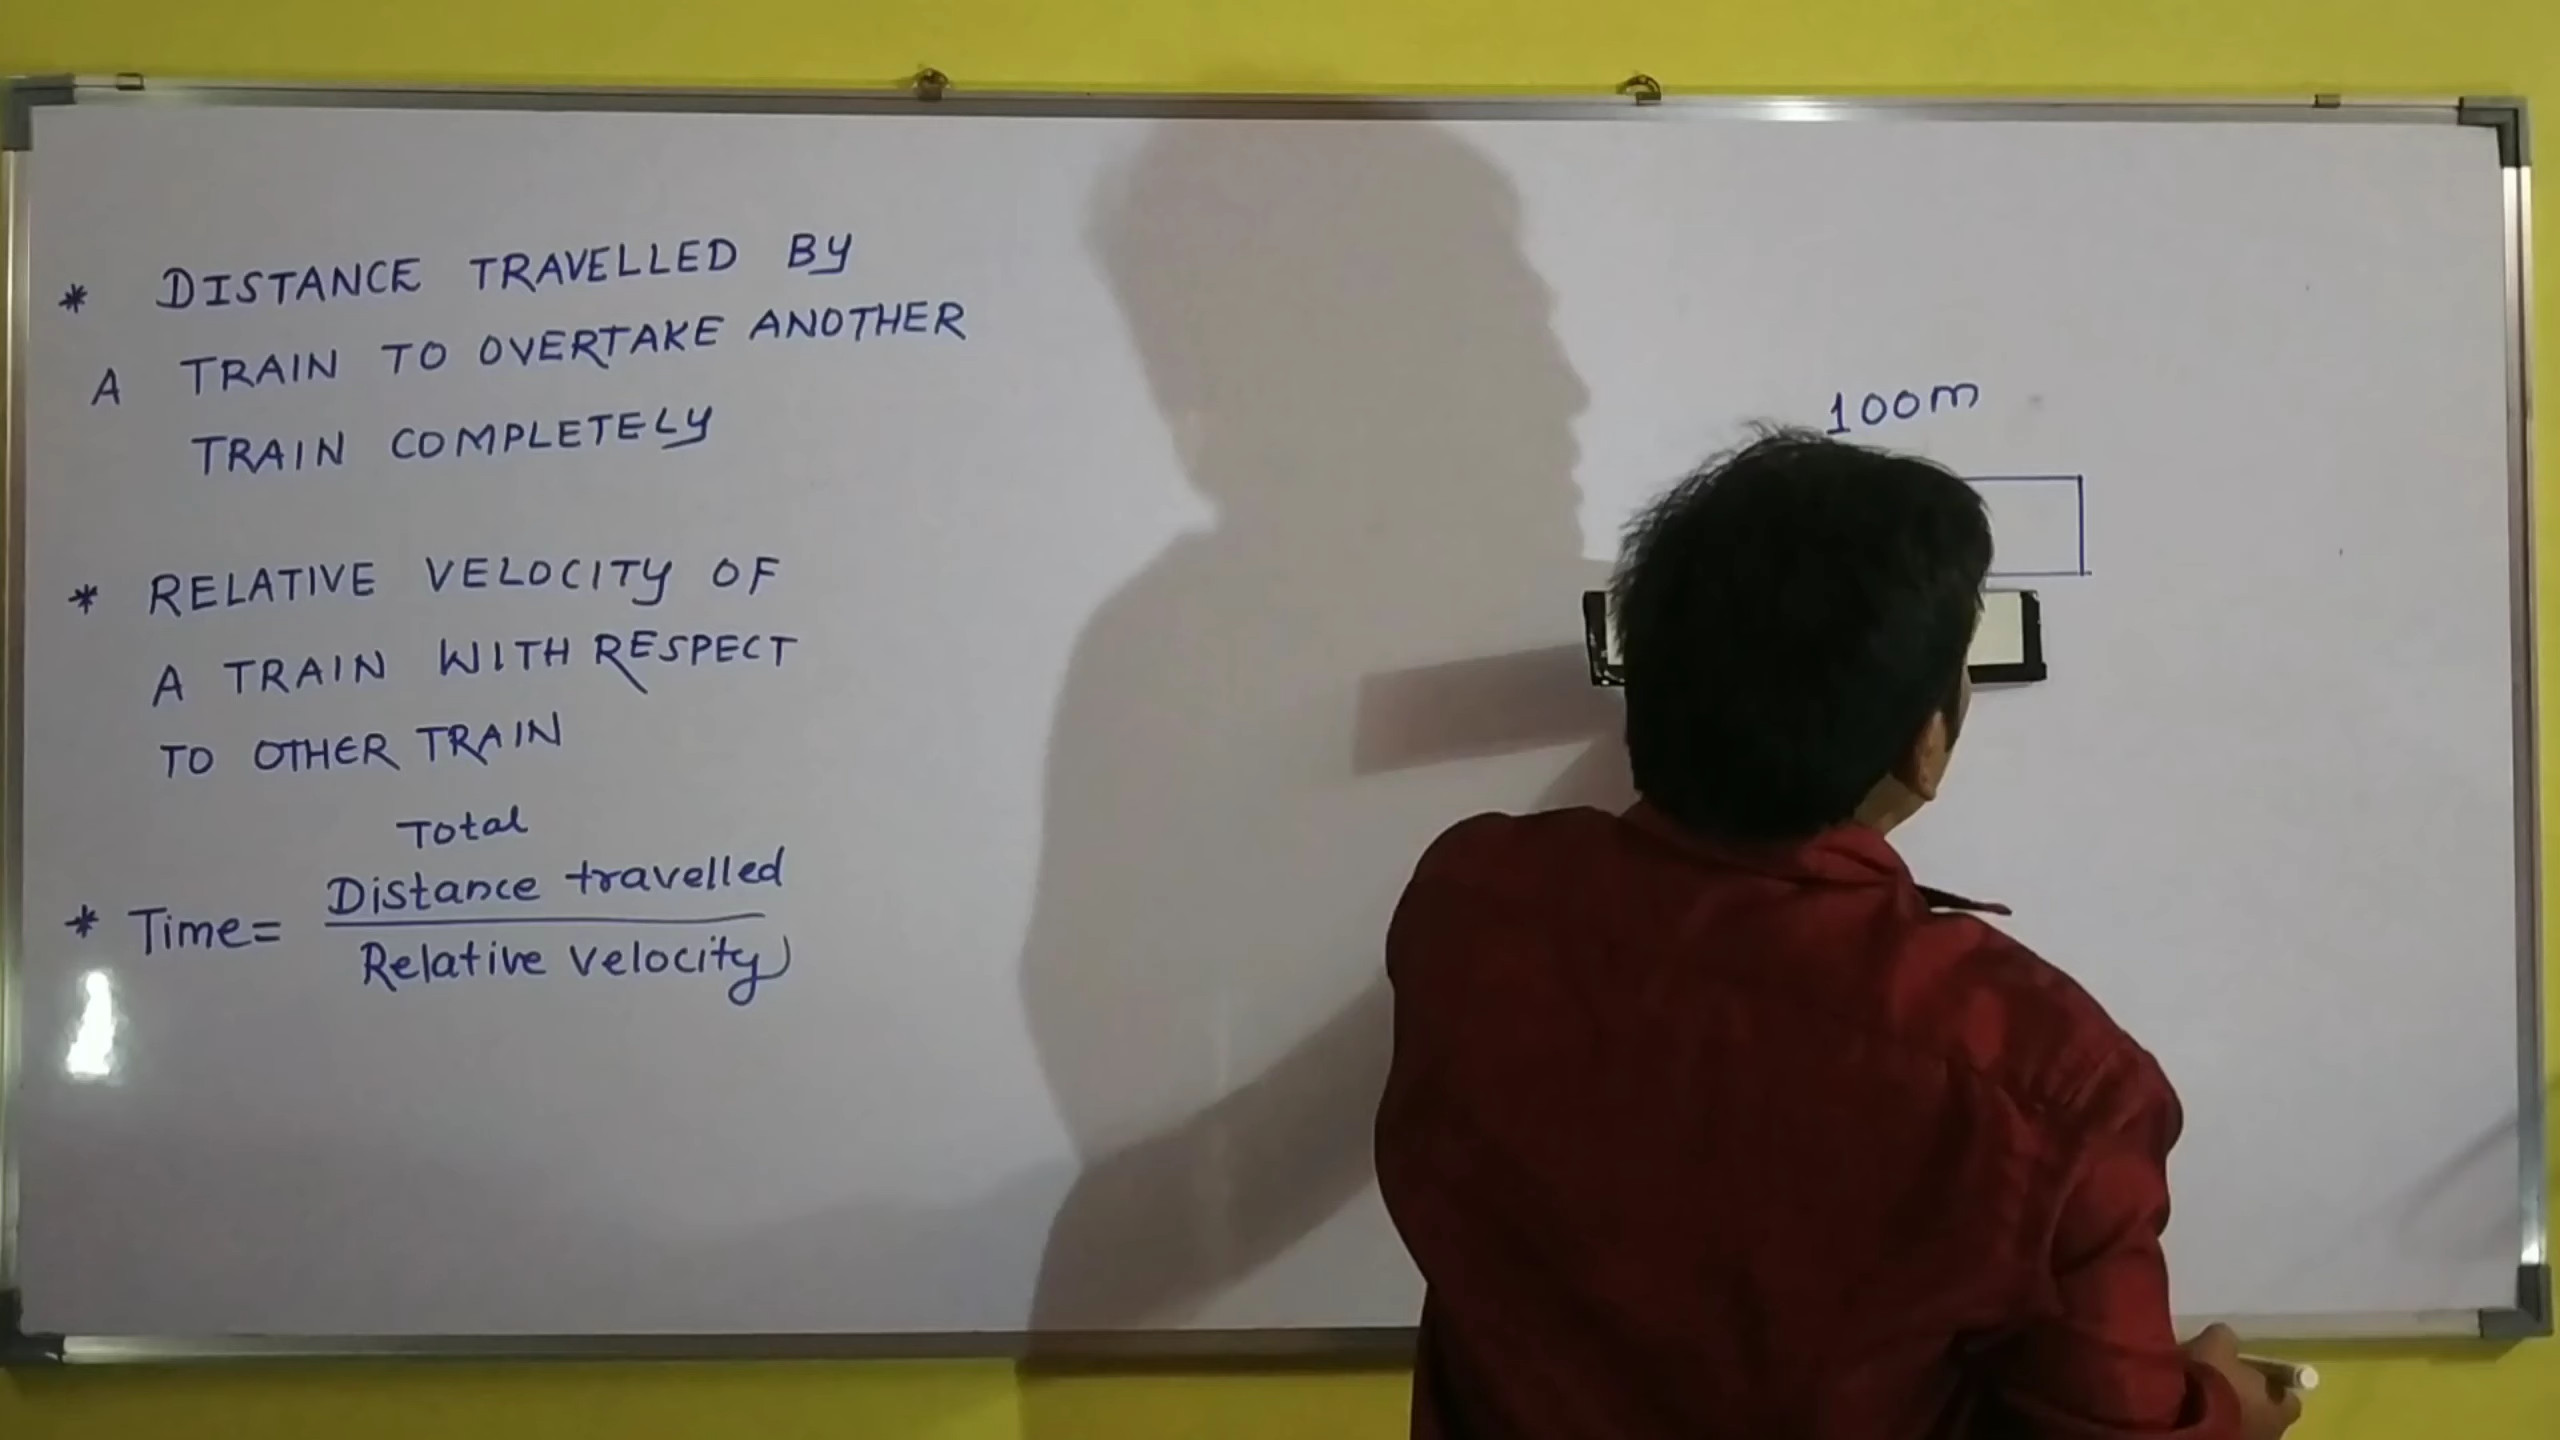 * DISTANCE TRAVELLED BY
A TRAIN TO OVERTAKE ANOTHER
TRAIN COMPLETELY
* RELATIVE VELOCITY OF
A TRAIN WITH RESPECT
TO OTHER TRAIN
Total
* Time= Distance travelled
Relative velocity
100m